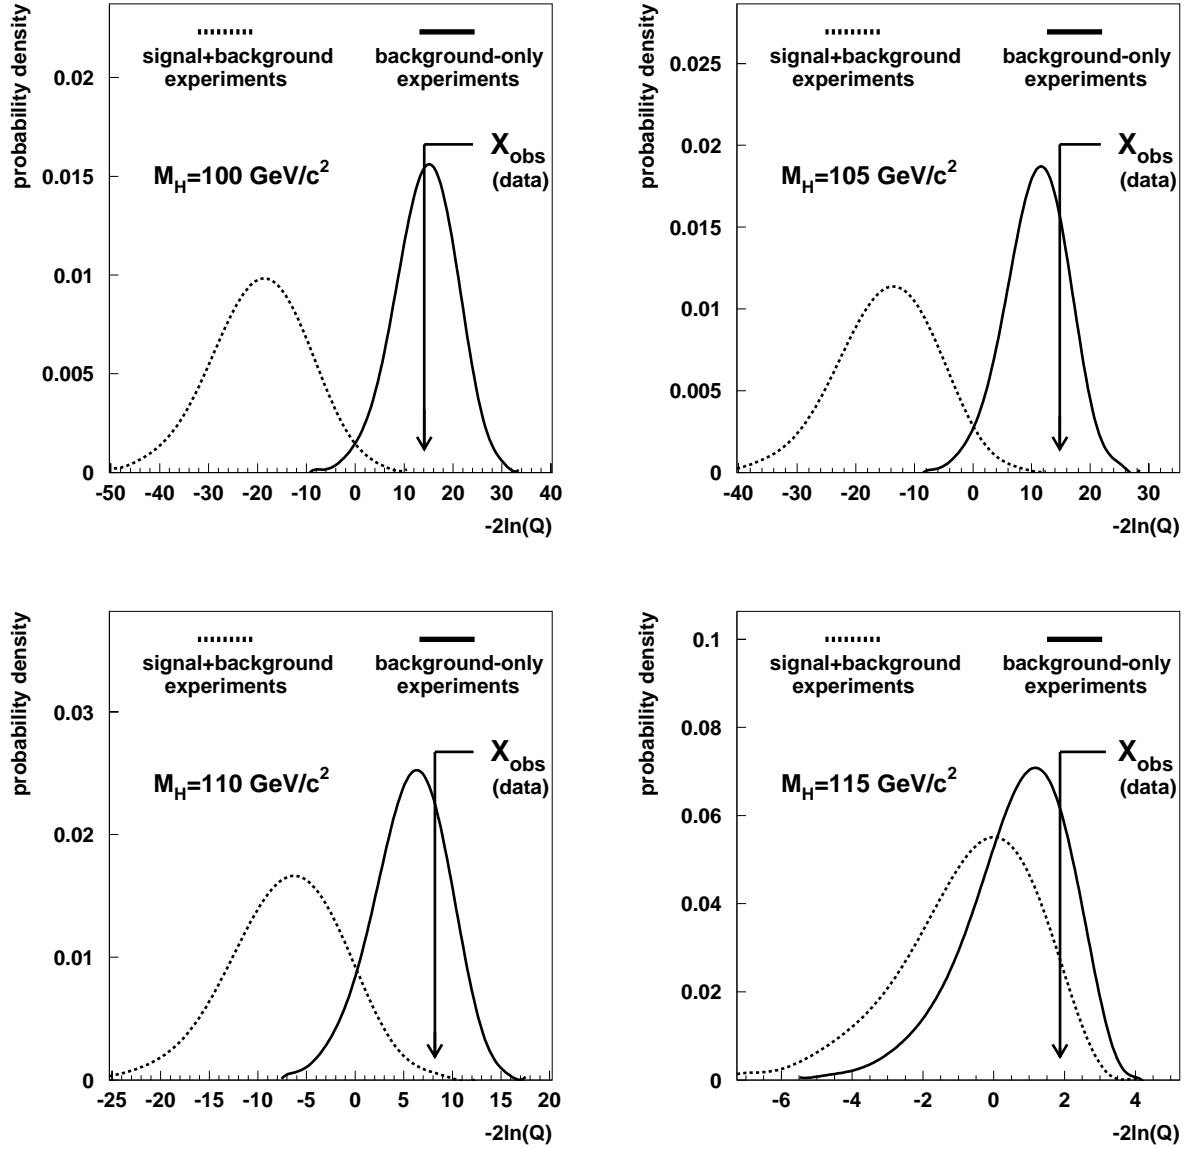 probability density
signal+background
experiments
background-only
experiments
0.02
0.015
0.01
0.005
0
M_H=100 GeV/c^2
X_obs
(data)
-50 -40 -30 -20 -10 0 10 20 30 40
-2ln(Q)
probability density
signal+background
experiments
background-only
experiments
0.025
0.02
0.015
0.01
0.005
0
M_H=105 GeV/c^2
X_obs
(data)
-40 -30 -20 -10 0 10 20 30
-2ln(Q)
probability density
signal+background
experiments
background-only
experiments
0.03
0.02
0.01
0
M_H=110 GeV/c^2
X_obs
(data)
-25 -20 -15 -10 -5 0 5 10 15 20
-2ln(Q)
probability density
signal+background
experiments
background-only
experiments
0.1
0.08
0.06
0.04
0.02
0
M_H=115 GeV/c^2
X_obs
(data)
-6 -4 -2 0 2 4
-2ln(Q)